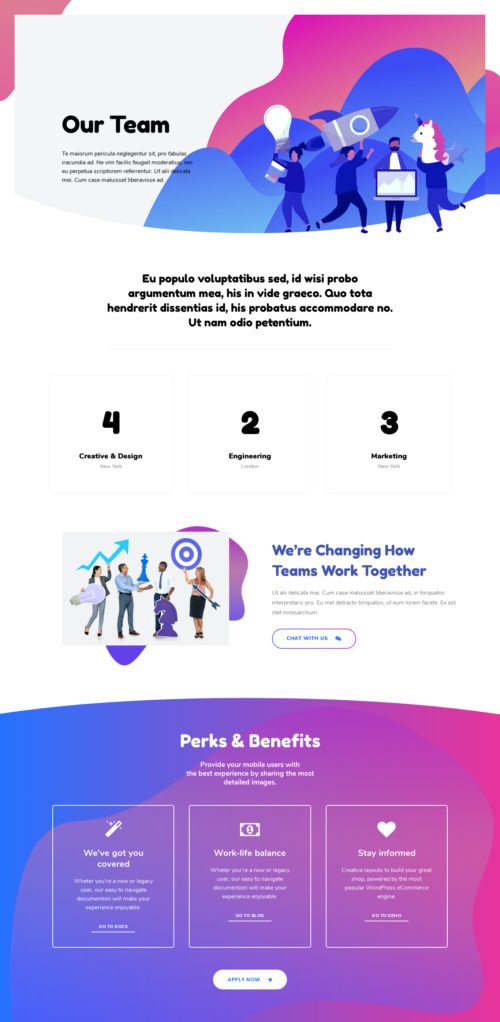 Our Team
Te maiorum pericula neglegentur sit, pro fabulas
iracundia ad. Ne vim facilis feugait moderatius, nec
eu perpetua scriptorem referrentur. Ut alii delicata
mei. Cum case maluisset liberavisse ad.
Eu populo voluptatibus sed, id wisi probo
argumentum mea, his in vide graeco. Quo tota
hendrerit dissentias id, his probatus accommodare no.
Ut nam odio petentium.
4
Creative & Design
New York
2
Engineering
London
3
Marketing
New York
We're Changing How
Teams Work Together
Ut alii delicata mei. Cum case maluisset liberavisse ad, in torquatos
interpretaris pro. Eu mel detracto torquatos, ut eum lorem facete. Ex est
stet mnesarchum.
CHAT WITH US
Perks & Benefits
Provide your mobile users with
the best experience by sharing the most
detailed images.
We've got you
covered
Wheter you're a new or legacy
user, our easy to navigate
documention will make your
experience enjoyable.
GO TO DOCS
Work-life balance
Wheter you're a new or legacy
user, our easy to navigate
documention will make your
experience enjoyable.
GO TO BLOG
Stay informed
Creative layouts to build your great
shop, powered by the most
popular WordPress eCommerce
engine.
GO TO DEMO
APPLY NOW